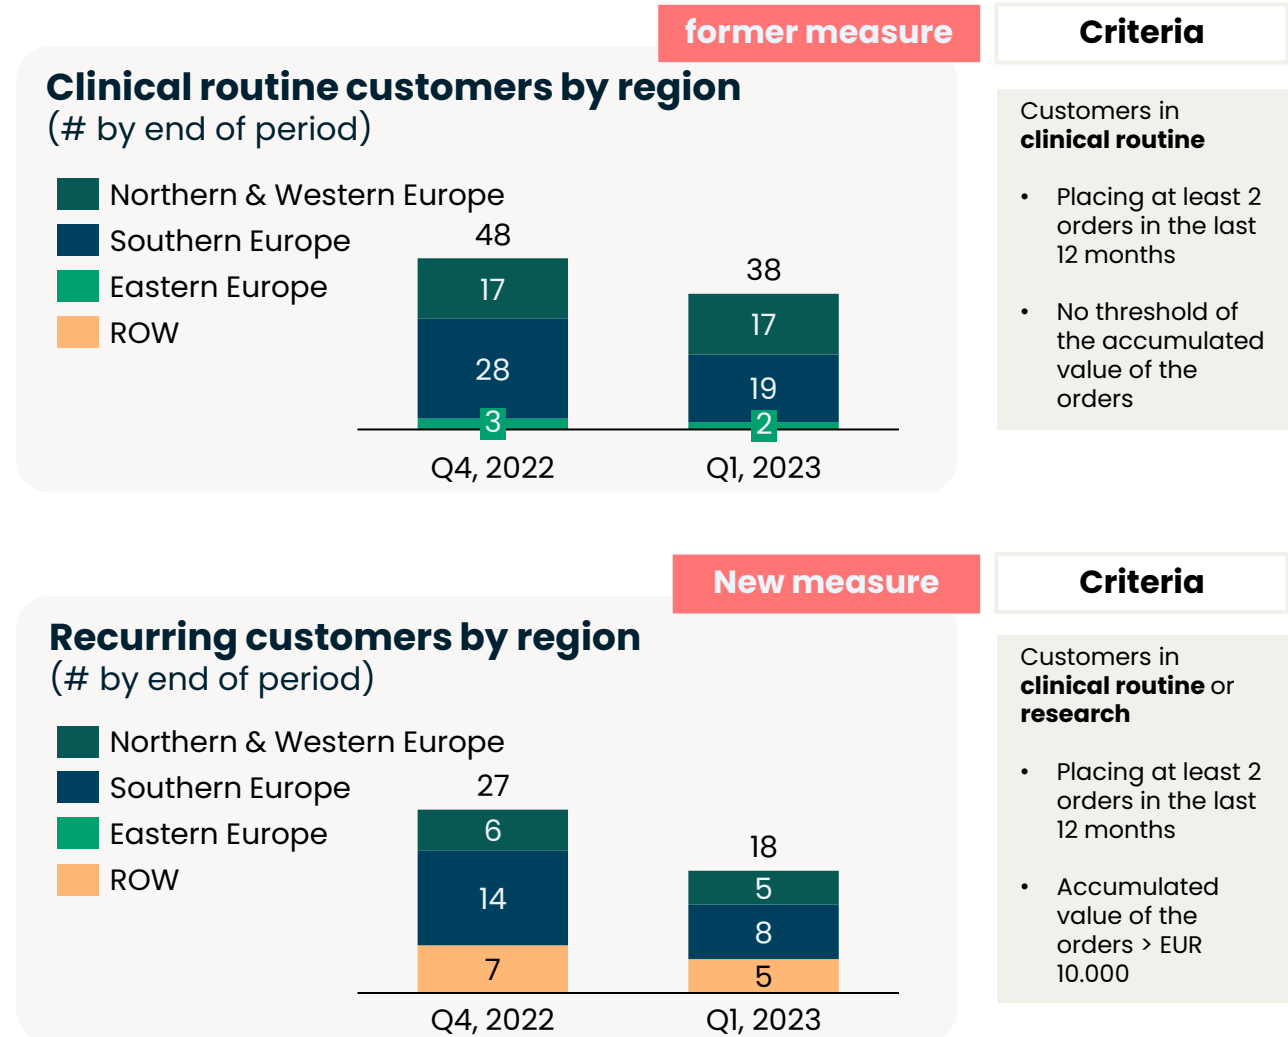 former measure
Criteria
Clinical routine customers by region
(# by end of period)
Northern & Western Europe
Southern Europe
Eastern Europe
ROW
48
17
28
3
38
17
19
2
Q4, 2022
Q1, 2023
Customers in
clinical routine
• Placing at least 2
orders in the last
12 months
• No threshold of
the accumulated
value of the
orders
New measure
Criteria
Recurring customers by region
(# by end of period)
Northern & Western Europe
Southern Europe
Eastern Europe
ROW
27
6
14
7
18
5
8
5
Q4, 2022
Q1, 2023
Customers in
clinical routine or
research
• Placing at least 2
orders in the last
12 months
• Accumulated
value of the
orders > EUR
10.000